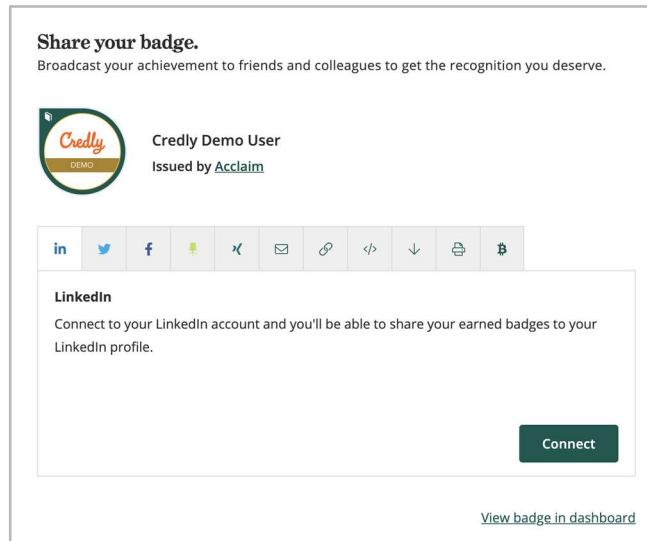 Share your badge.
Broadcast your achievement to friends and colleagues to get the recognition you deserve.
Credly
DEMO
Credly Demo User
Issued by Acclaim
LinkedIn
Connect to your LinkedIn account and you'll be able to share your earned badges to your
LinkedIn profile.
Connect
View badge in dashboard